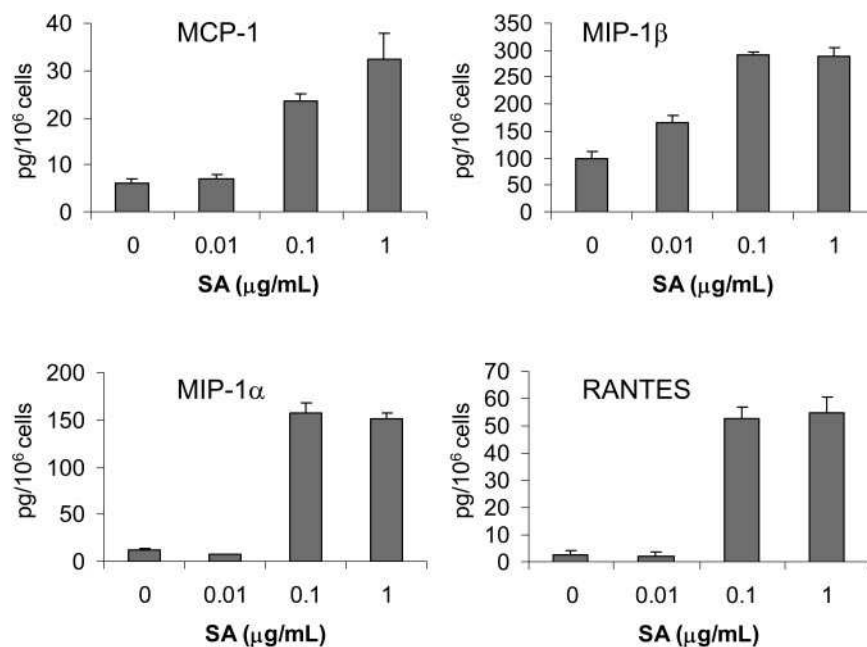 MCP-1
pg/10⁶ cells
40
30
20
10
0
0 0.01 0.1 1
SA (μg/mL)
MIP-1β
pg/10⁶ cells
350
300
250
200
150
100
50
0
0 0.01 0.1 1
SA (μg/mL)
MIP-1α
pg/10⁶ cells
200
150
100
50
0
0 0.01 0.1 1
SA (μg/mL)
RANTES
pg/10⁶ cells
70
60
50
40
30
20
10
0
0 0.01 0.1 1
SA (μg/mL)